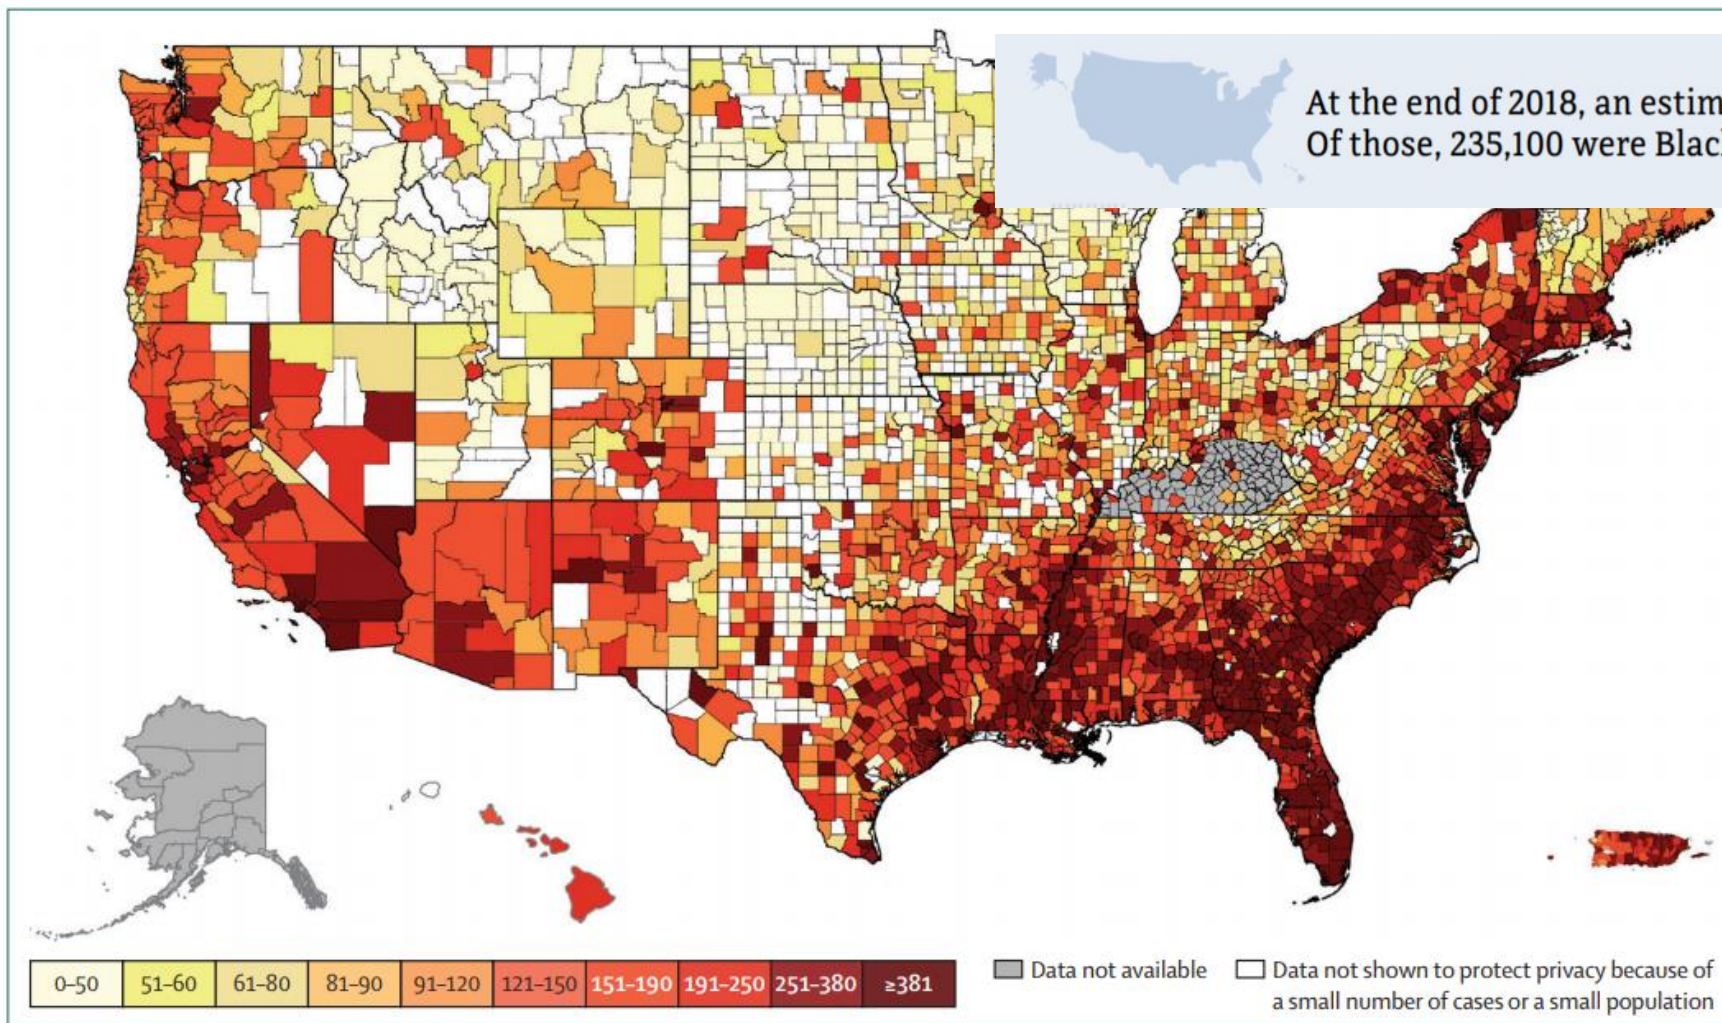 At the end of 2018, an estim
Of those, 235,100 were Blac
0–50 51–60 61–80 81–90 91–120 121–150 151–190 191–250 251–380 ≥381
Data not available
Data not shown to protect privacy because of
a small number of cases or a small population